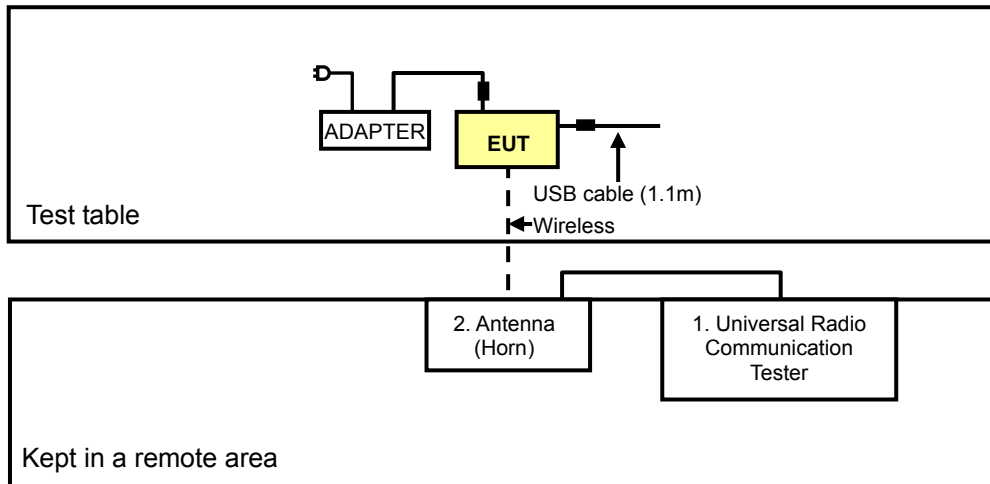 ADAPTER
EUT
USB cable (1.1m)
Test table
Wireless
2. Antenna
(Horn)
1. Universal Radio
Communication
Tester
Kept in a remote area